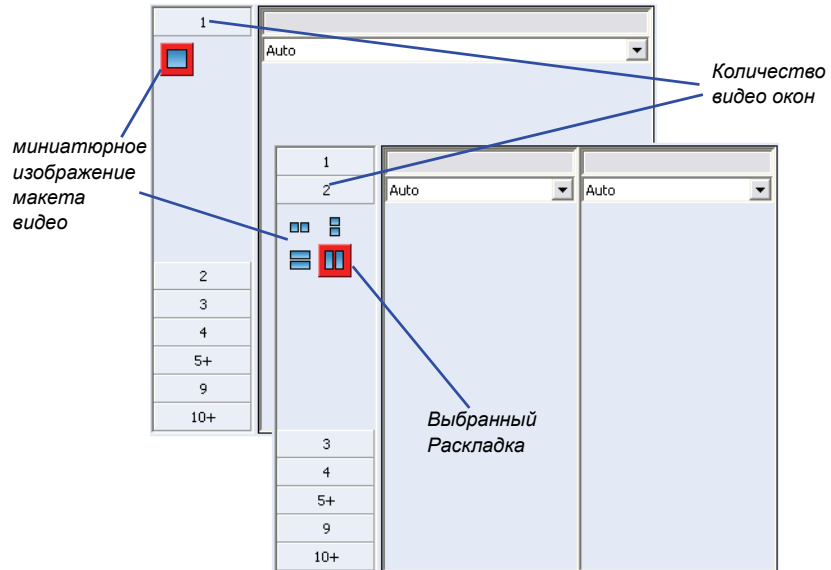 1
Auto
Количество
видео окон
миниатюрное
изображение
макета
видео
2
3
4
5+
9
10+
1
2
Auto
Auto
Выбранный
Раскладка
3
4
5+
9
10+